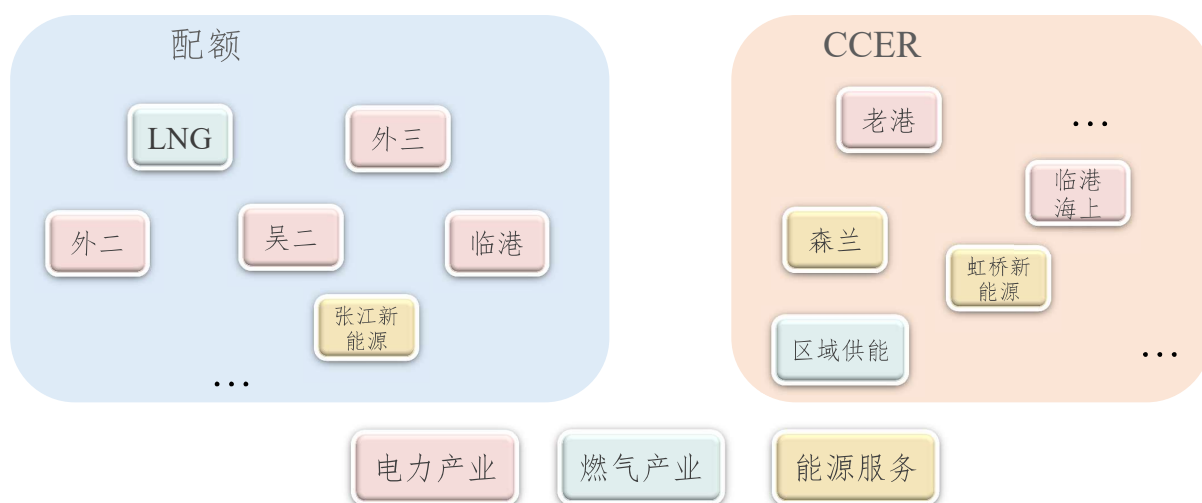 配额
LNG
外三
外二
吴二
临港
张江新
能源
…
CCER
老港
…
临港
海上
森兰
虹桥新
能源
区域供能
…
电力产业
燃气产业
能源服务